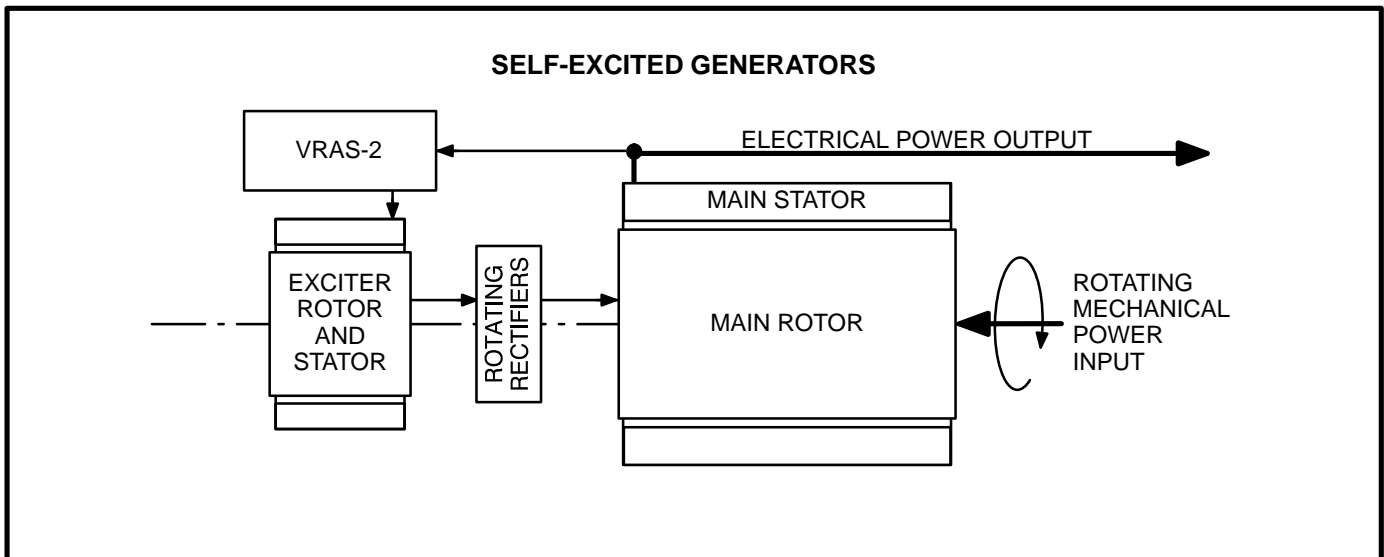 SELF-EXCITED GENERATORS
VRAS-2
ELECTRICAL POWER OUTPUT
MAIN STATOR
EXCITER
ROTOR
AND
STATOR
ROTATING
RECTIFIERS
MAIN ROTOR
ROTATING
MECHANICAL
POWER
INPUT